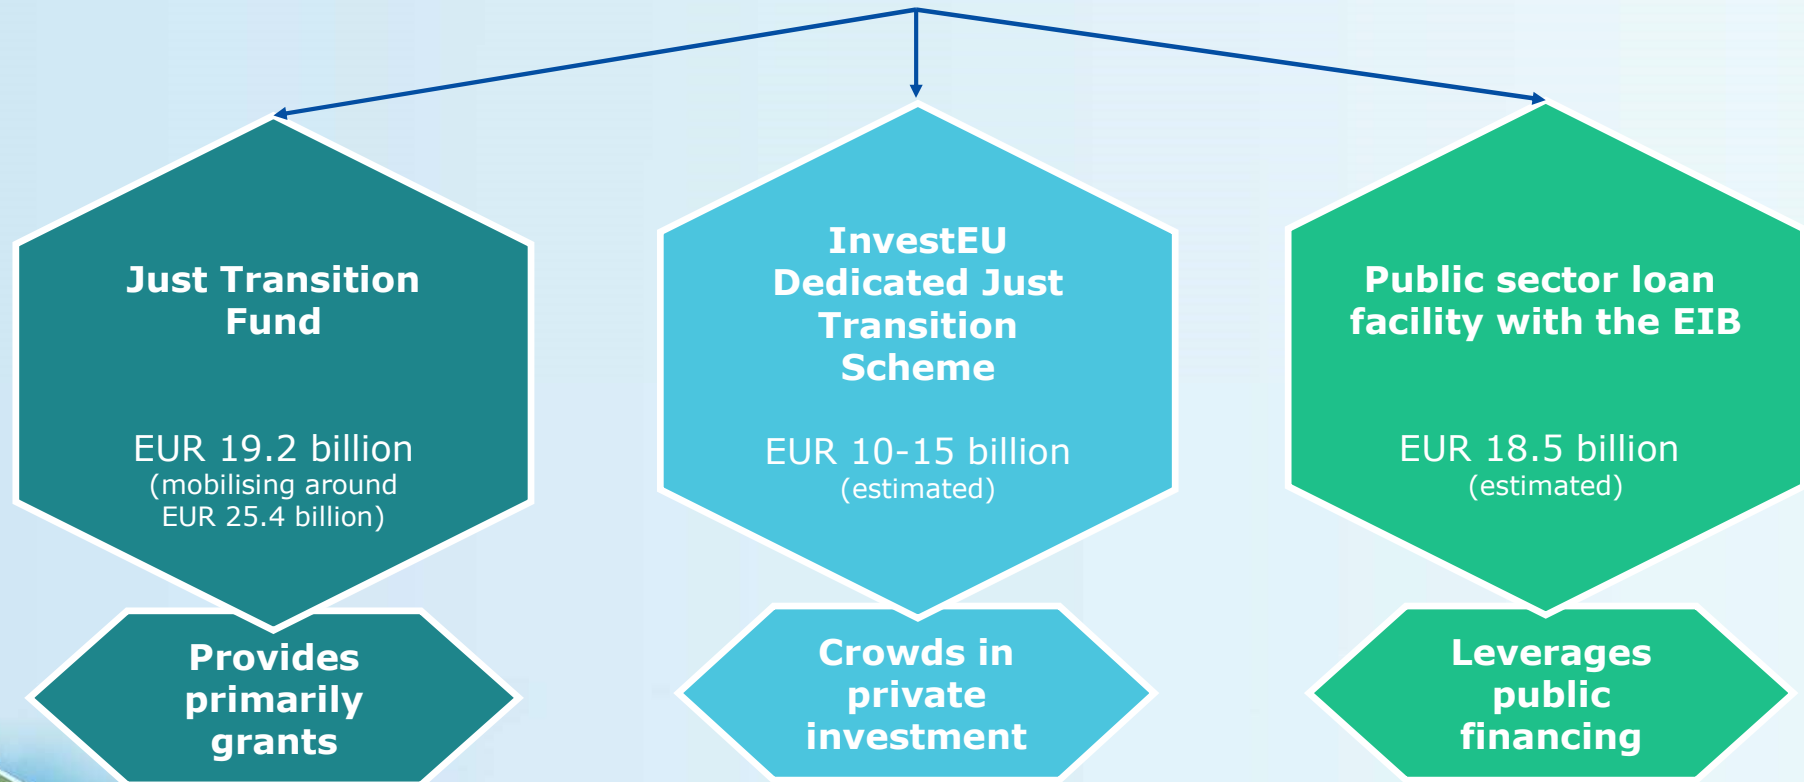 Just Transition
Fund
EUR 19.2 billion
(mobilising around
EUR 25.4 billion)
Provides
primarily
grants
InvestEU
Dedicated Just
Transition
Scheme
EUR 10-15 billion
(estimated)
Crowds in
private
investment
Public sector loan
facility with the EIB
EUR 18.5 billion
(estimated)
Leverages
public
financing